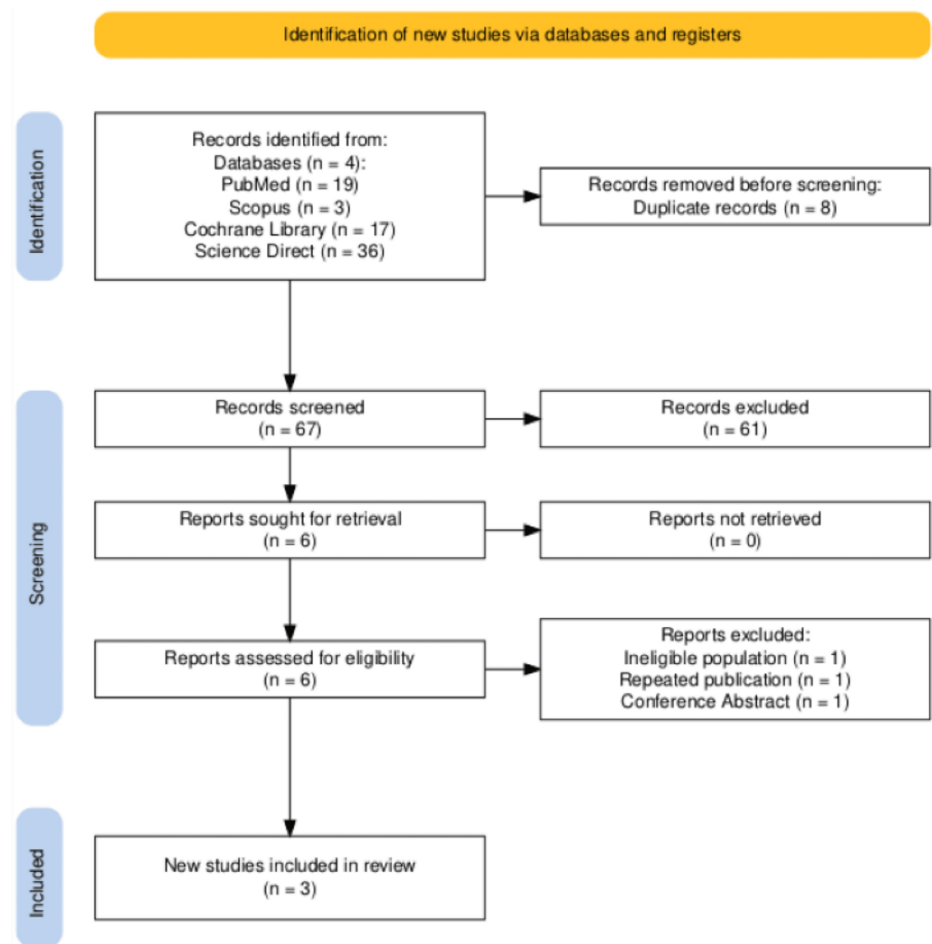 Identification of new studies via databases and registers
Identification
Records identified from:
Databases (n = 4):
PubMed (n = 19)
Scopus (n = 3)
Cochrane Library (n = 17)
Science Direct (n = 36)
Records removed before screening:
Duplicate records (n = 8)
Screening
Records screened
(n = 67)
Records excluded
(n = 61)
Reports sought for retrieval
(n = 6)
Reports not retrieved
(n = 0)
Reports assessed for eligibility
(n = 6)
Reports excluded:
Ineligible population (n = 1)
Repeated publication (n = 1)
Conference Abstract (n = 1)
Included
New studies included in review
(n = 3)